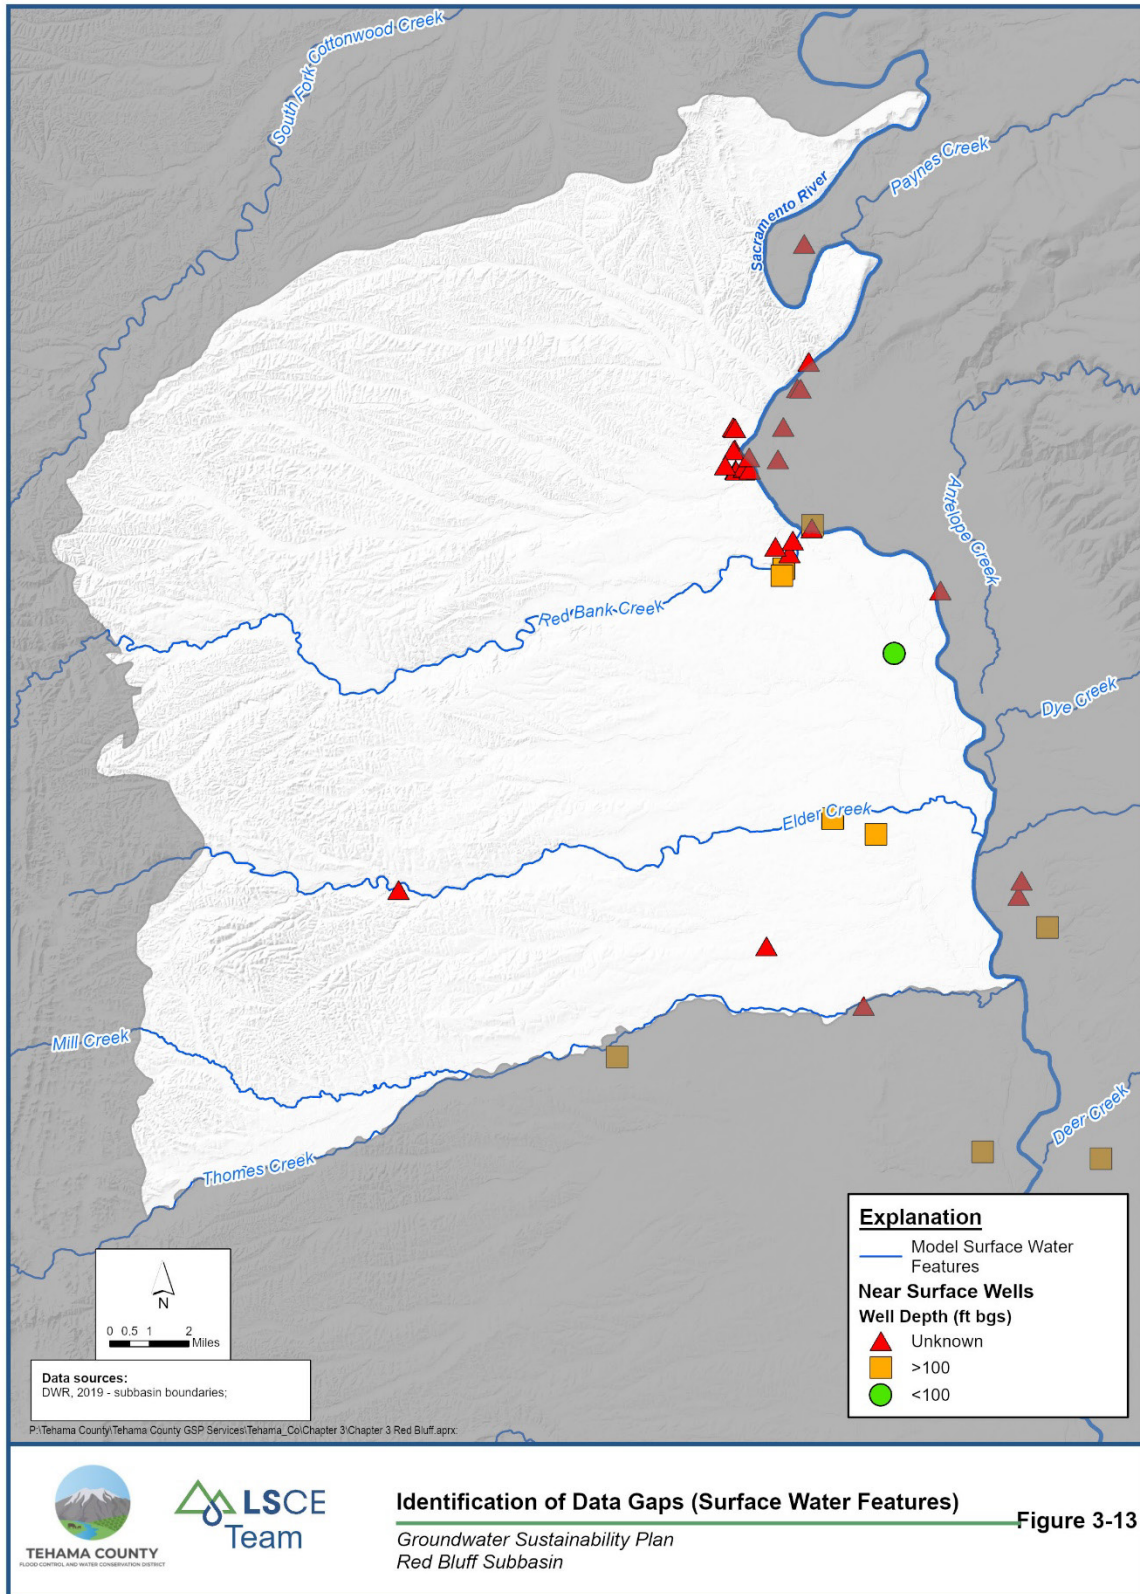 South Fork Cottonwood Creek
Paynes Creek
Sacramento River
Antelope Creek
Red Bank Creek
Dye Creek
Elder Creek
Mill Creek
Deer Creek
Thomes Creek
Explanation
Model Surface Water
Features
Near Surface Wells
Well Depth (ft bgs)
Unknown
>100
<100
N
0 0.5 1 2
Miles
Data sources:
DWR, 2019 - subbasin boundaries;
P:\Tehama County\Tehama County GSP Services\Tehama_Co\Chapter 3\Chapter 3 Red Bluff.aprx:
TEHAMA COUNTY
FLOOD CONTROL AND WATER CONSERVATION DISTRICT
LSCE
Team
Identification of Data Gaps (Surface Water Features)
Groundwater Sustainability Plan
Red Bluff Subbasin
Figure 3-13